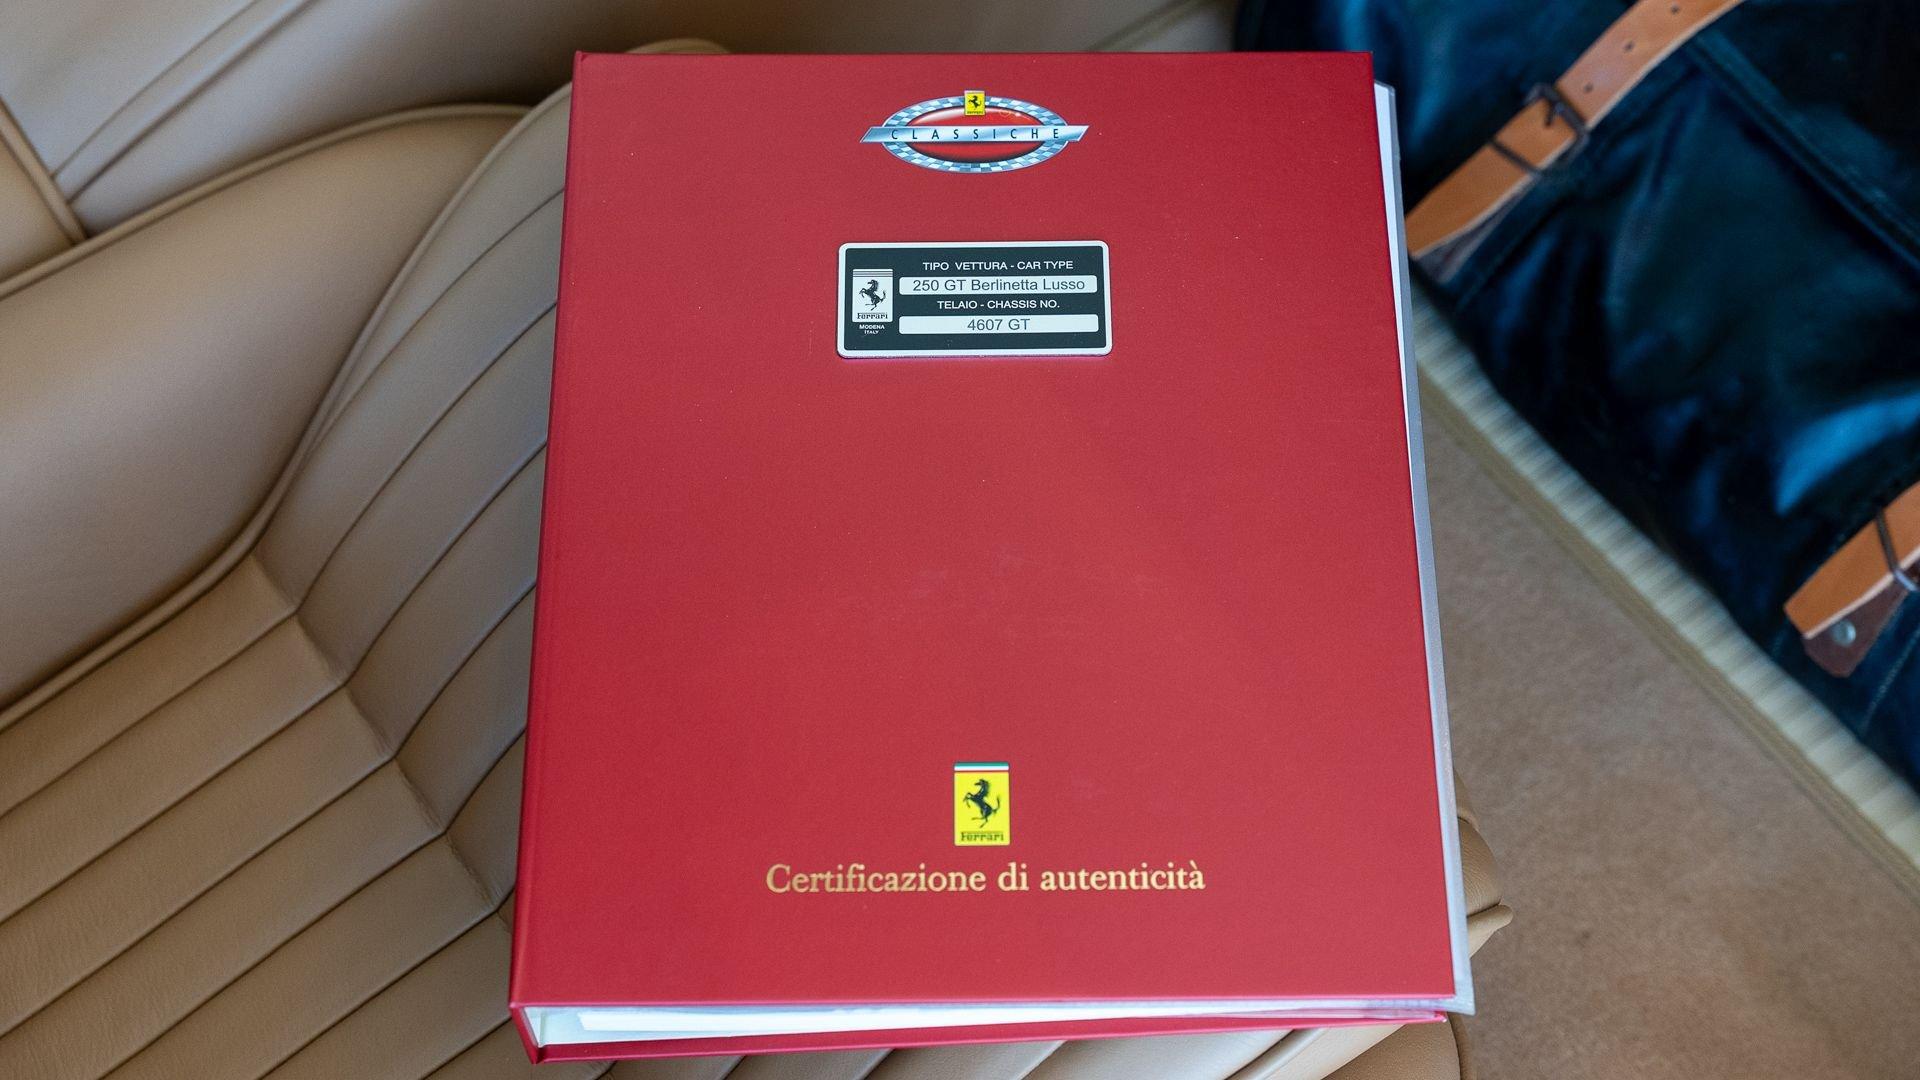 Ferrari
CLASSICHE
TIPO VETTURA - CAR TYPE
250 GT Berlinetta Lusso
TELAIO - CHASSIS NO.
4607 GT
Ferrari
MODENA
ITALY
Ferrari
Certificazione di autenticità